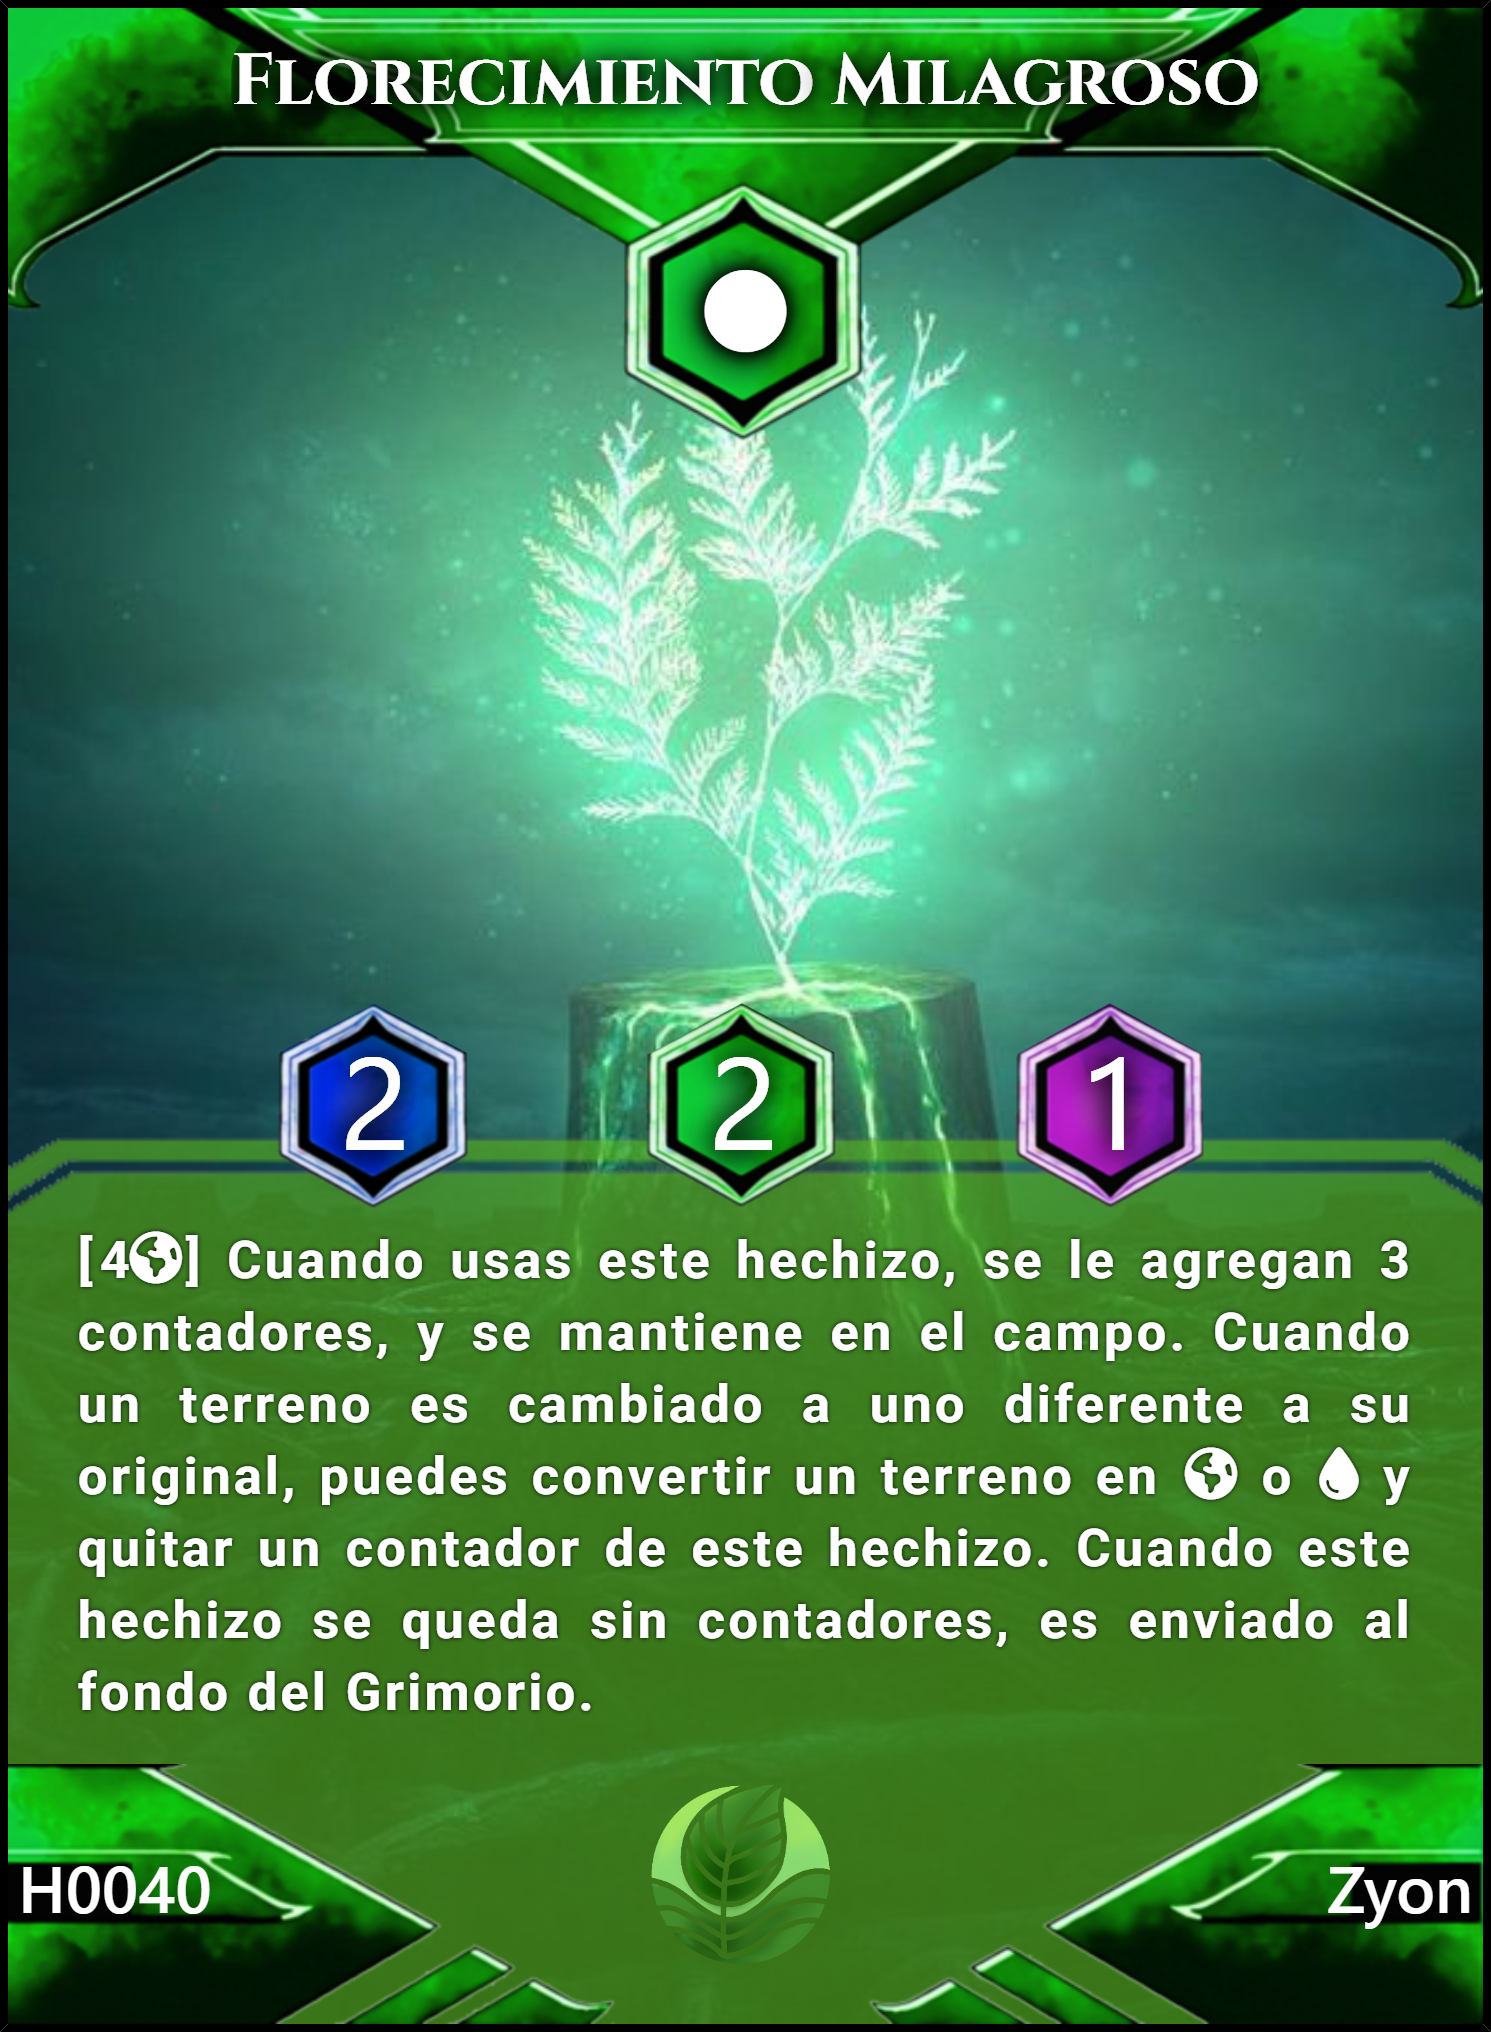 Florecimiento Milagroso
2 2 1
[4🌎] Cuando usas este hechizo, se le agregan 3
contadores, y se mantiene en el campo. Cuando
un terreno es cambiado a uno diferente a su
original, puedes convertir un terreno en 🌎 o 💧 y
quitar un contador de este hechizo. Cuando este
hechizo se queda sin contadores, es enviado al
fondo del Grimorio.
H0040
Zyon